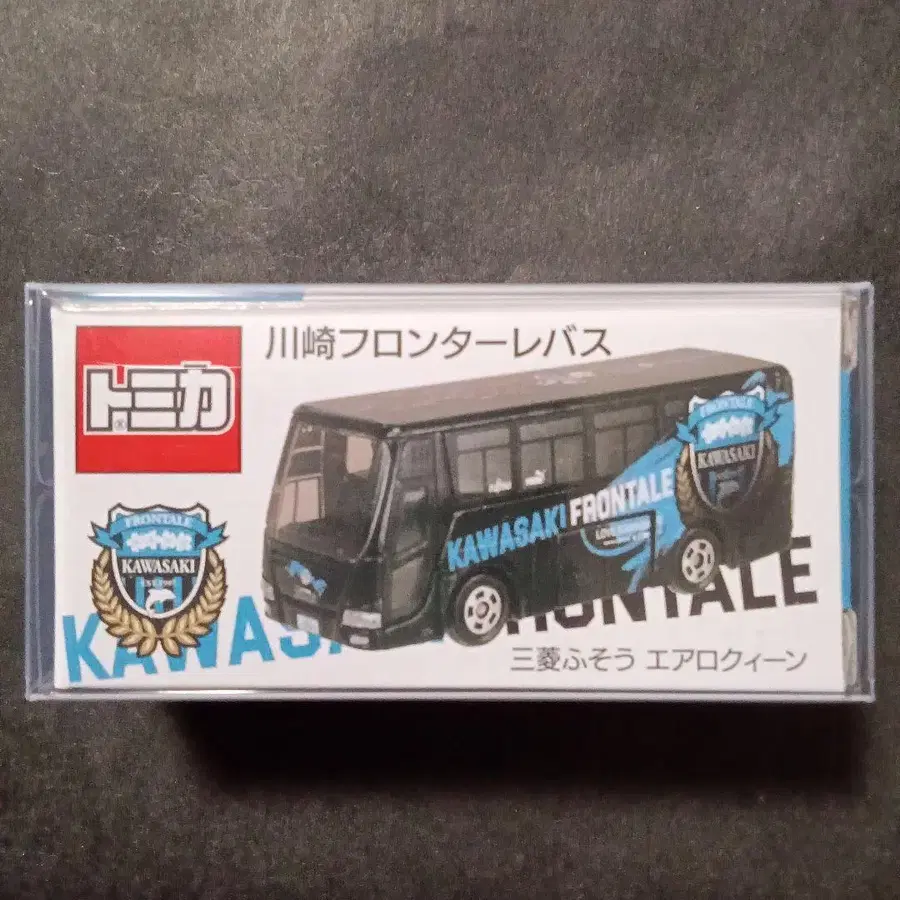 川崎フロンターレバス
トミカ
®
FRONTALE
KAWASAKI
FRONTALE
KAWASAKI
KAWASAKI FRONTALE
KAWAS
RONTALE
三菱ふそう エアロクィーン